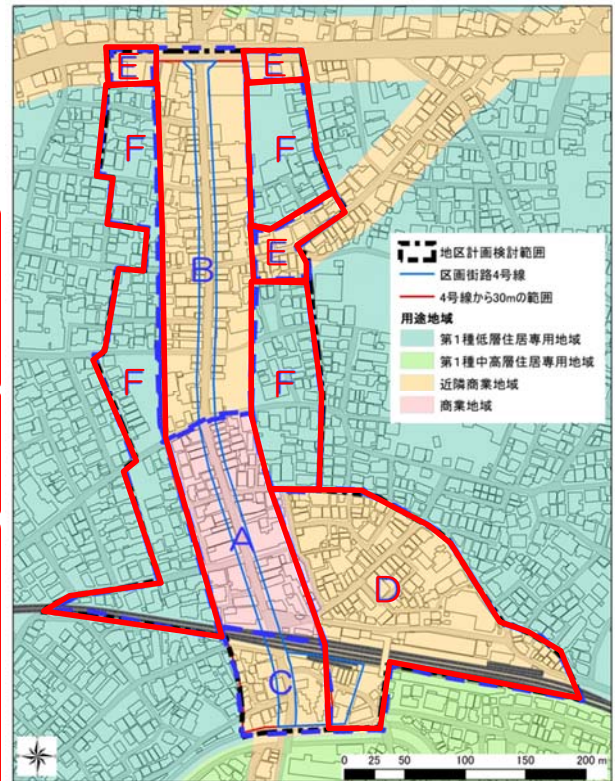 E
E
F
F
E
B
F
F
A
D
C
地区計画検討範囲
区画街路4号線
4号線から30mの範囲
用途地域
第1種低層住居専用地域
第1種中高層住居専用地域
近隣商業地域
商業地域
0 25 50 100 150 200 m